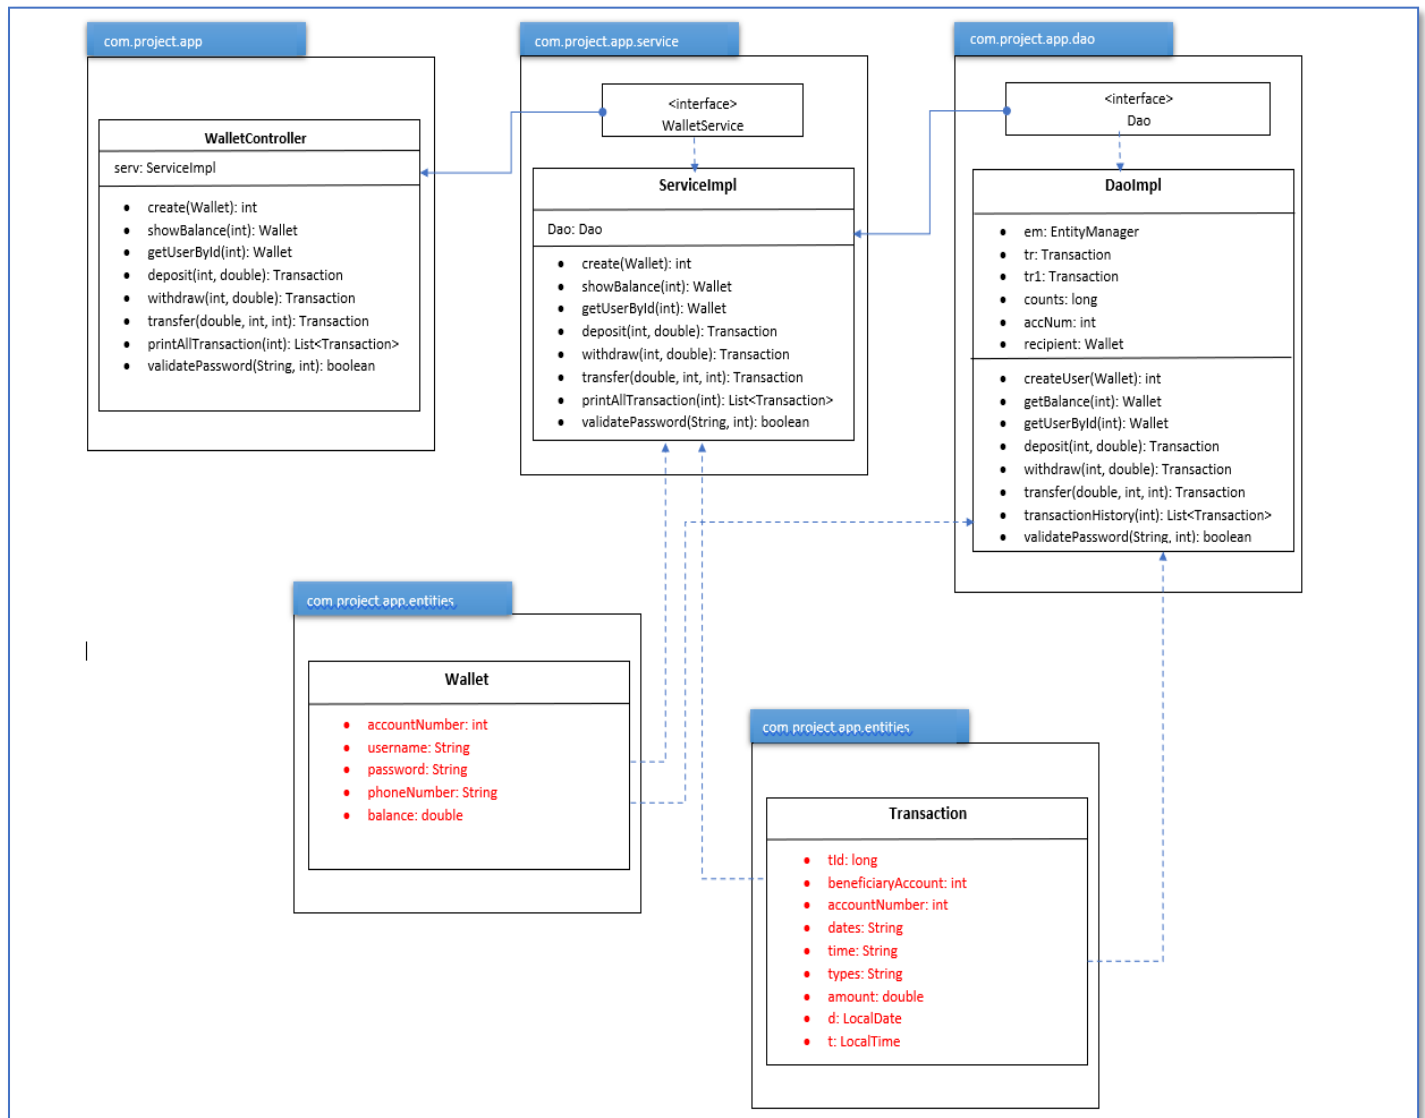 com.project.app
WalletController
serv: ServiceImpl
create(Wallet): int
showBalance(int): Wallet
getUserById(int): Wallet
deposit(int, double): Transaction
withdraw(int, double): Transaction
transfer(double, int, int): Transaction
printAllTransaction(int): List<Transaction>
validatePassword(String, int): boolean
com.project.app.service
<interface>
WalletService
ServiceImpl
Dao: Dao
create(Wallet): int
showBalance(int): Wallet
getUserById(int): Wallet
deposit(int, double): Transaction
withdraw(int, double): Transaction
transfer(double, int, int): Transaction
printAllTransaction(int): List<Transaction>
validatePassword(String, int): boolean
com.project.app.dao
<interface>
Dao
DaoImpl
em: EntityManager
tr: Transaction
tr1: Transaction
counts: long
accNum: int
recipient: Wallet
createUser(Wallet): int
getBalance(int): Wallet
getUserById(int): Wallet
deposit(int, double): Transaction
withdraw(int, double): Transaction
transfer(double, int, int): Transaction
transactionHistory(int): List<Transaction>
validatePassword(String, int): boolean
com.project.app.entities
Wallet
accountNumber: int
username: String
password: String
phoneNumber: String
balance: double
com.project.app.entities
Transaction
tId: long
beneficiaryAccount: int
accountNumber: int
dates: String
time: String
types: String
amount: double
d: LocalDate
t: LocalTime